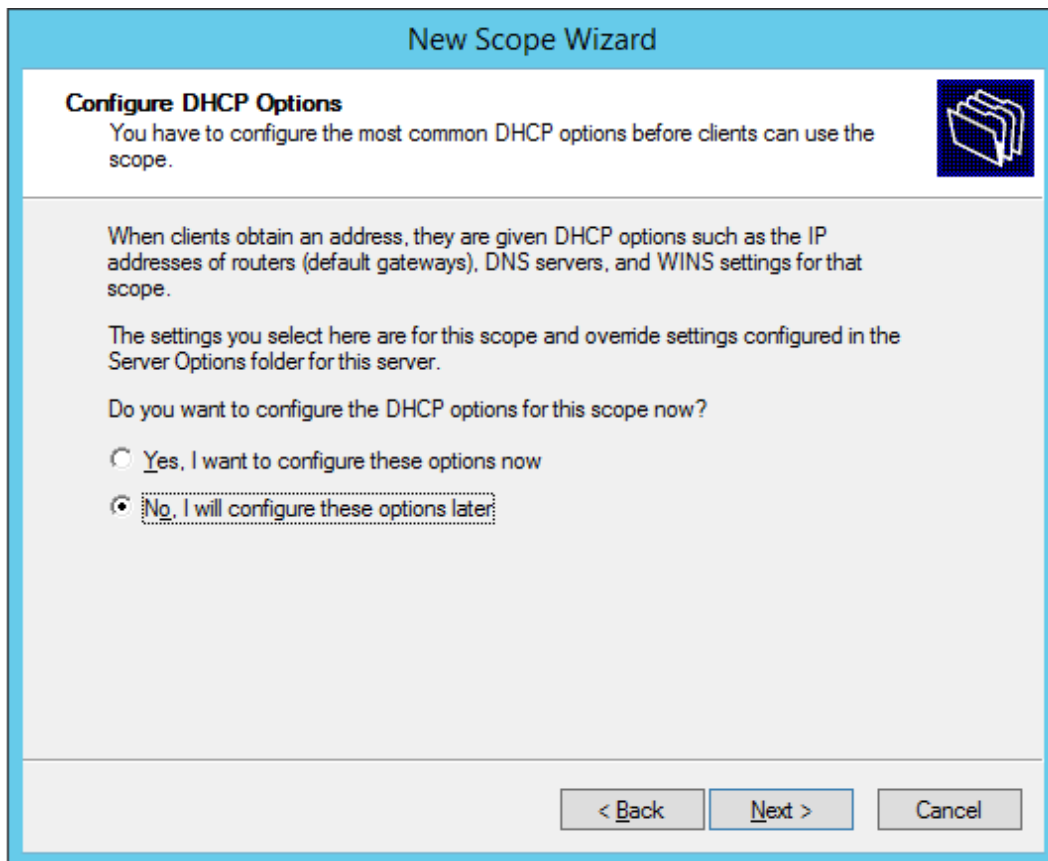 New Scope Wizard
Configure DHCP Options
You have to configure the most common DHCP options before clients can use the
scope.
When clients obtain an address, they are given DHCP options such as the IP
addresses of routers (default gateways), DNS servers, and WINS settings for that
scope.
The settings you select here are for this scope and override settings configured in the
Server Options folder for this server.
Do you want to configure the DHCP options for this scope now?
Yes, I want to configure these options now
No, I will configure these options later
< Back
Next >
Cancel